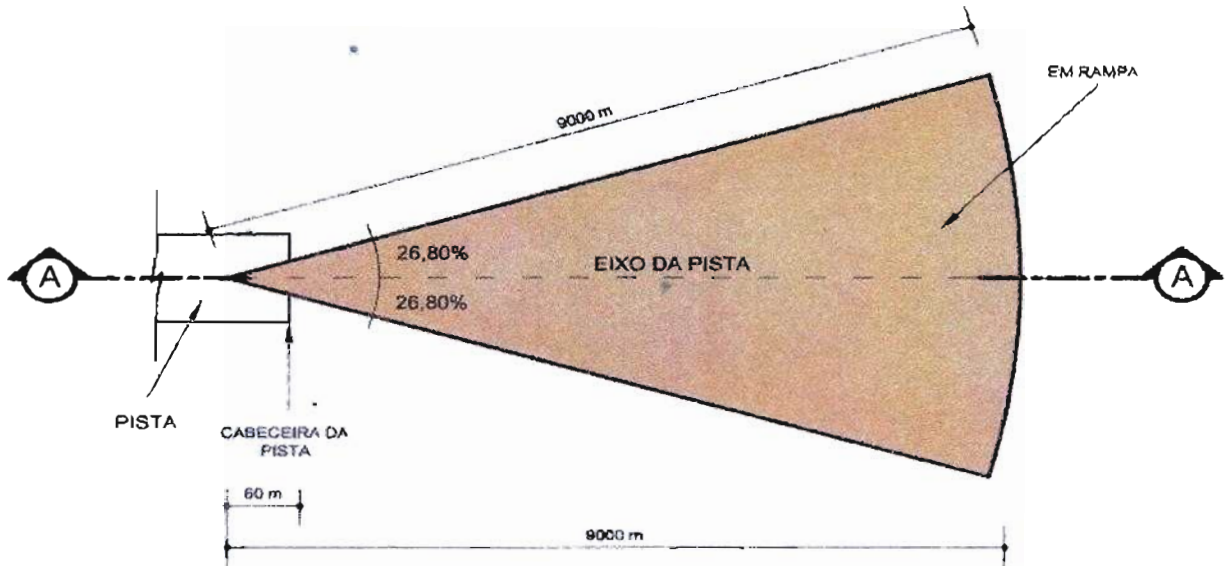 9000 m
EM RAMPA
26,80%
A
EIXO DA PISTA
A
26,80%
PISTA
CABECEIRA DA
PISTA
60 m
9000 m